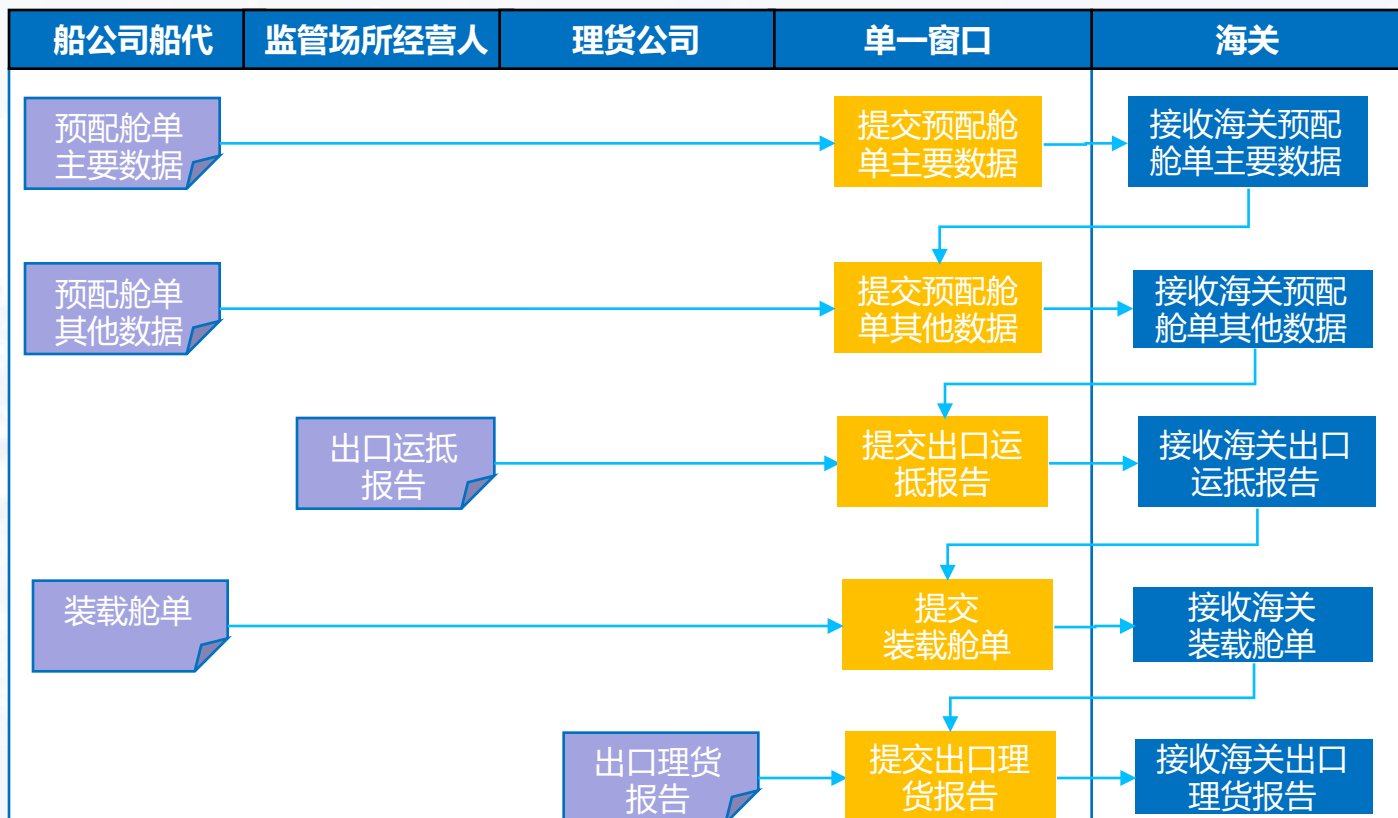 船公司船代
监管场所经营人
理货公司
单一窗口
海关
预配舱单
主要数据
提交预配舱
单主要数据
接收海关预配
舱单主要数据
预配舱单
其他数据
提交预配舱
单其他数据
接收海关预配
舱单其他数据
出口运抵
报告
提交出口运
抵报告
接收海关出口
运抵报告
装载舱单
提交
装载舱单
接收海关
装载舱单
出口理货
报告
提交出口理
货报告
接收海关出口
理货报告